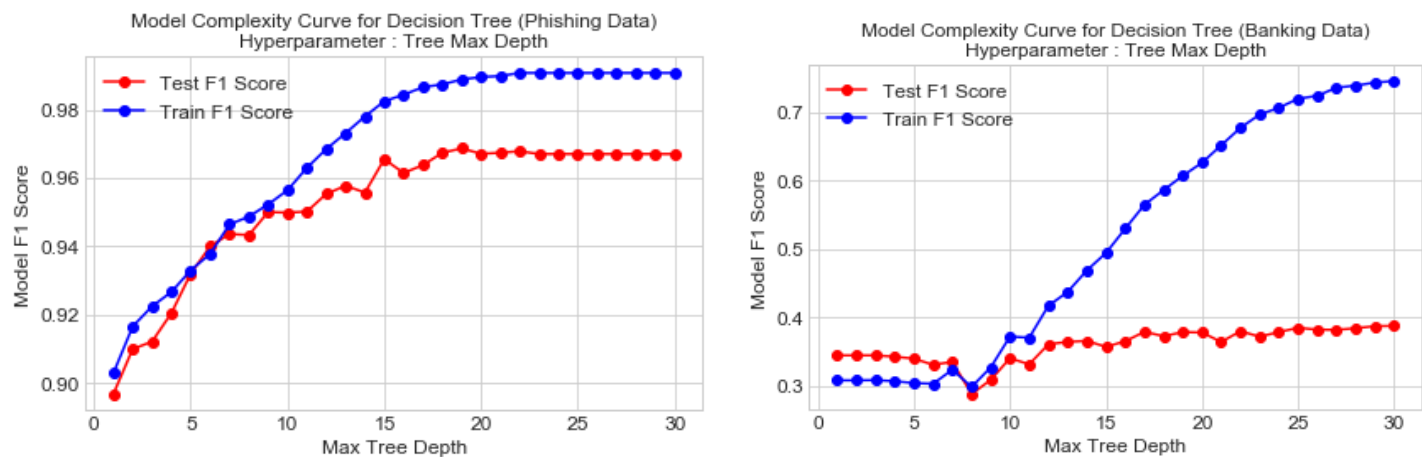 Model Complexity Curve for Decision Tree (Phishing Data)
Hyperparameter : Tree Max Depth
Test F1 Score
Train F1 Score
Model F1 Score
0.98
0.96
0.94
0.92
0.90
0 5 10 15 20 25 30
Max Tree Depth
Model Complexity Curve for Decision Tree (Banking Data)
Hyperparameter : Tree Max Depth
Test F1 Score
Train F1 Score
Model F1 Score
0.7
0.6
0.5
0.4
0.3
0 5 10 15 20 25 30
Max Tree Depth